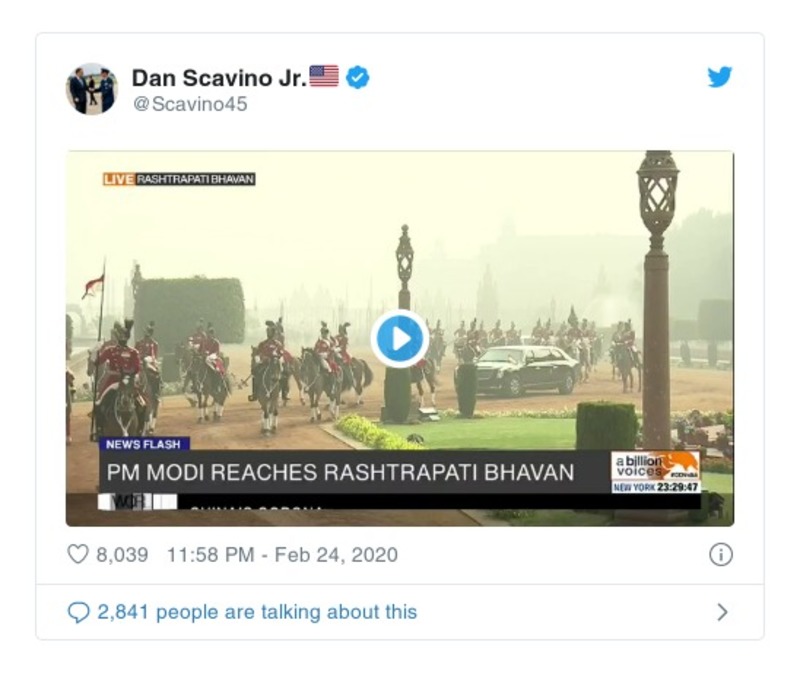 Dan Scavino Jr.🇺🇸
@Scavino45
LIVE RASHTRAPATI BHAVAN
NEWS FLASH
PM MODI REACHES RASHTRAPATI BHAVAN
a billion
voices
NEW YORK 23:29:47
8,039 11:58 PM - Feb 24, 2020
2,841 people are talking about this